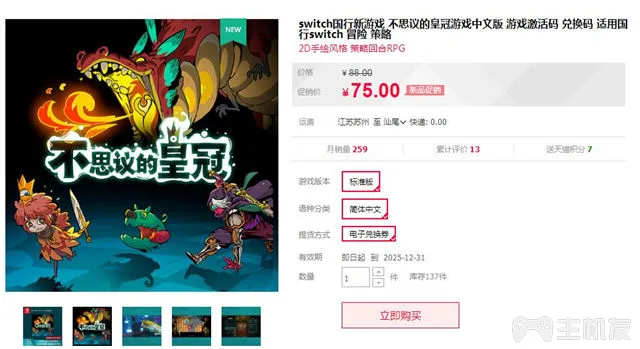 NEW
不思议的皇冠
switch国行新游戏 不思议的皇冠游戏中文版 游戏激活码 兑换码 适用国
行switch 冒险 策略
2D手绘风格 策略回合RPG
价格 ¥ 88.00
促销价 ¥ 75.00 新品促销
运费 江苏苏州 至 汕尾 快递: 0.00
月销量 259 累计评价 13 送天猫积分 7
游戏版本 标准版
语种分类 简体中文
提货方式 电子兑换券
有效期 即日起 到 2025-12-31
数量 1 件 库存137件
立即购买
主机友